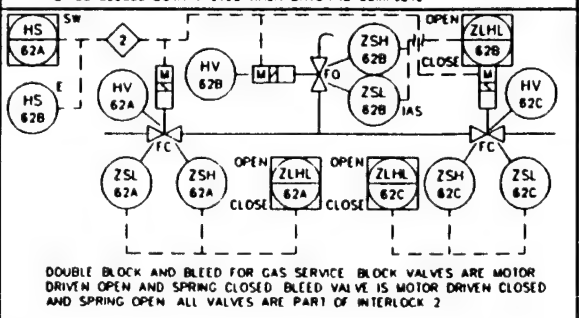 HS 62A SW
2
OPEN ZLHL 62B CLOSE
ZSH 62B
HS 62B E
HV 62A
M
HV 62B
M
FO
ZSL 62B
IAS
M
HV 62C
FC
FC
ZSL 62A
ZSH 62A
OPEN ZLHL 62A CLOSE
OPEN ZLHL 62C CLOSE
ZSH 62C
ZSL 62C
DOUBLE BLOCK AND BLEED FOR GAS SERVICE BLOCK VALVES ARE MOTOR
DRIVEN OPEN AND SPRING CLOSED BLEED VALVE IS MOTOR DRIVEN CLOSED
AND SPRING OPEN ALL VALVES ARE PART OF INTERLOCK 2